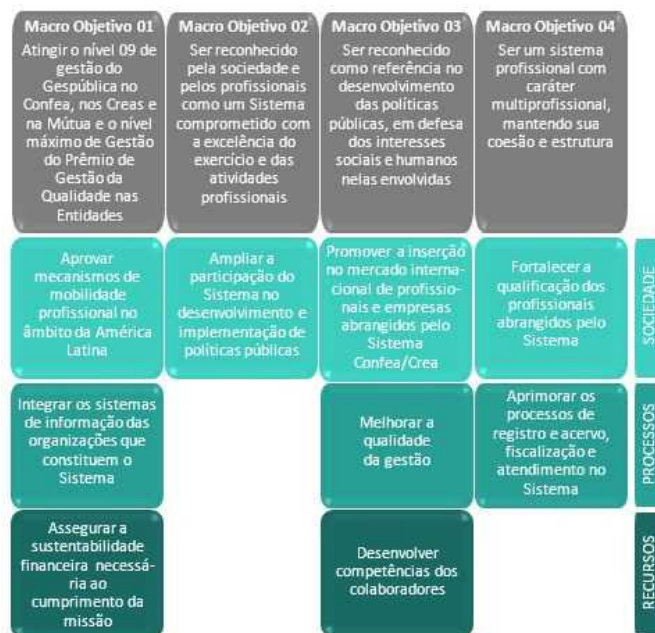 Macro Objetivo 01
Atingir o nível 09 de
gestão do
Gespública no
Confea, nos Creas e
na Mútua e o nível
máximo de Gestão
do Prêmio de
Gestão da
Qualidade nas
Entidades
Macro Objetivo 02
Ser reconhecido
pela sociedade e
pelos profissionais
como um Sistema
comprometido com
a excelência do
exercício e das
atividades
profissionais
Macro Objetivo 03
Ser reconhecido
como referência no
desenvolvimento
das políticas
públicas, em defesa
dos interesses
sociais e humanos
nelas envolvidas
Macro Objetivo 04
Ser um sistema
profissional com
caráter
multiprofissional,
mantendo sua
coesão e estrutura
Aprovar
mecanismos de
mobilidade
profissional no
âmbito da América
Latina
Ampliar a
participação do
Sistema no
desenvolvimento e
implementação de
políticas públicas
Promover a inserção
no mercado interna-
cional de profissio-
nais e empresas
abrangidos pelo
Sistema
Confea/Crea
Fortalecer a
qualificação dos
profissionais
abrangidos pelo
Sistema
SOCIEDADE
Integrar os sistemas
de informação das
organizações que
constituem o
Sistema
Melhorar a
qualidade
da gestão
Aprimorar os
processos de
registro e acervo,
fiscalização e
atendimento no
Sistema
PROCESSOS
Assegurar a
sustentabilidade
financeira necessá-
ria ao
cumprimento da
missão
Desenvolver
competências dos
colaboradores
RECURSOS